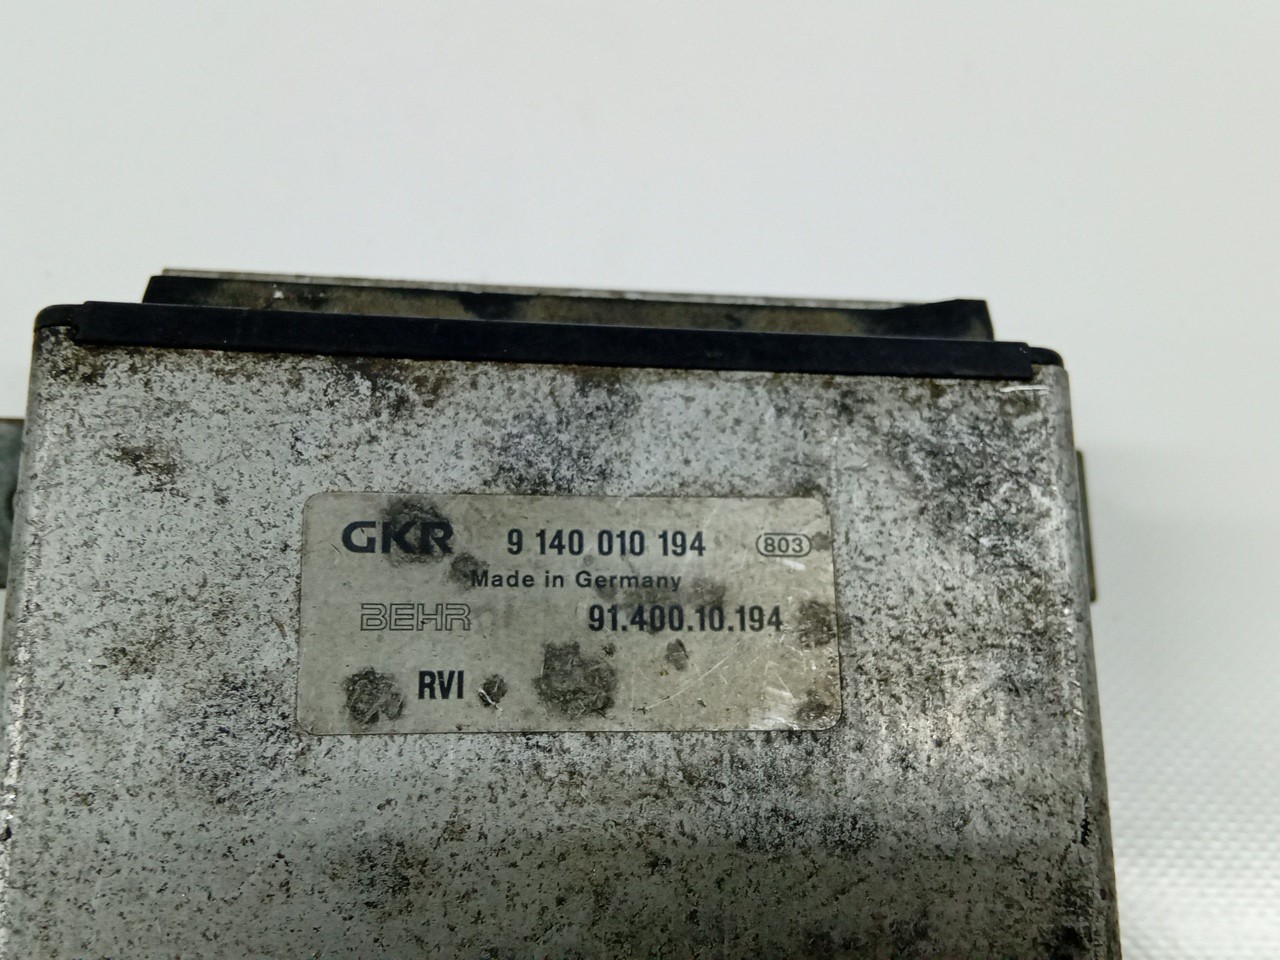 GKR 9 140 010 194 803
Made in Germany
BEHR 91.400.10.194
RVI